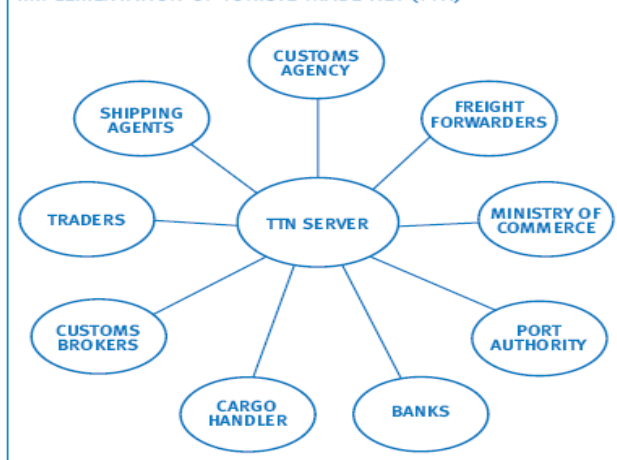 CUSTOMS
AGENCY
SHIPPING
AGENTS
FREIGHT
FORWARDERS
TRADERS
TTN SERVER
MINISTRY OF
COMMERCE
CUSTOMS
BROKERS
PORT
AUTHORITY
CARGO
HANDLER
BANKS